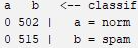 a b <-- classif
0 502 | a = norm
0 515 | b = spam